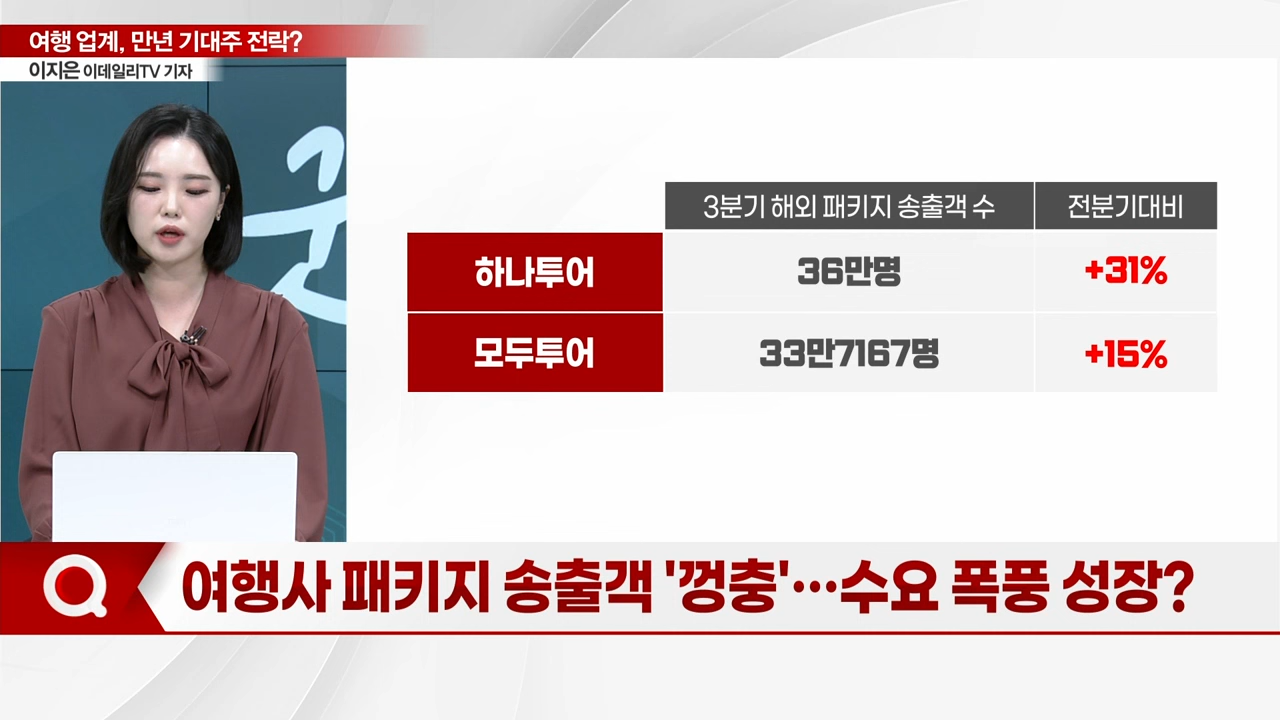 여행 업계, 만년 기대주 전락?
이지은 이데일리TV 기자
3분기 해외 패키지 송출객 수 전분기대비
하나투어 36만명 +31%
모두투어 33만7167명 +15%
Q 여행사 패키지 송출객 '껑충'…수요 폭풍 성장?